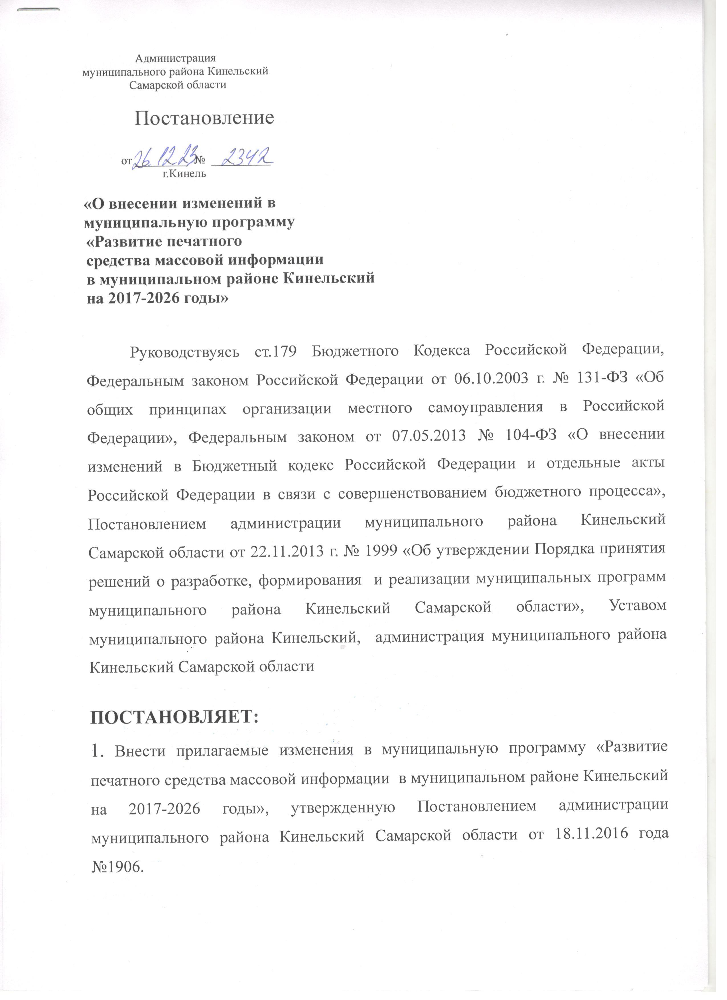 Администрация
муниципального района Кинельский
Самарской области
Постановление
от 26.12.23 № 2342
г.Кинель
«О внесении изменений в
муниципальную программу
«Развитие печатного
средства массовой информации
в муниципальном районе Кинельский
на 2017-2026 годы»
Руководствуясь ст.179 Бюджетного Кодекса Российской Федерации,
Федеральным законом Российской Федерации от 06.10.2003 г. № 131-ФЗ «Об
общих принципах организации местного самоуправления в Российской
Федерации», Федеральным законом от 07.05.2013 № 104-ФЗ «О внесении
изменений в Бюджетный кодекс Российской Федерации и отдельные акты
Российской Федерации в связи с совершенствованием бюджетного процесса»,
Постановлением администрации муниципального района Кинельский
Самарской области от 22.11.2013 г. № 1999 «Об утверждении Порядка принятия
решений о разработке, формирования и реализации муниципальных программ
муниципального района Кинельский Самарской области», Уставом
муниципального района Кинельский, администрация муниципального района
Кинельский Самарской области
ПОСТАНОВЛЯЕТ:
1. Внести прилагаемые изменения в муниципальную программу «Развитие
печатного средства массовой информации в муниципальном районе Кинельский
на 2017-2026 годы», утвержденную Постановлением администрации
муниципального района Кинельский Самарской области от 18.11.2016 года
№1906.